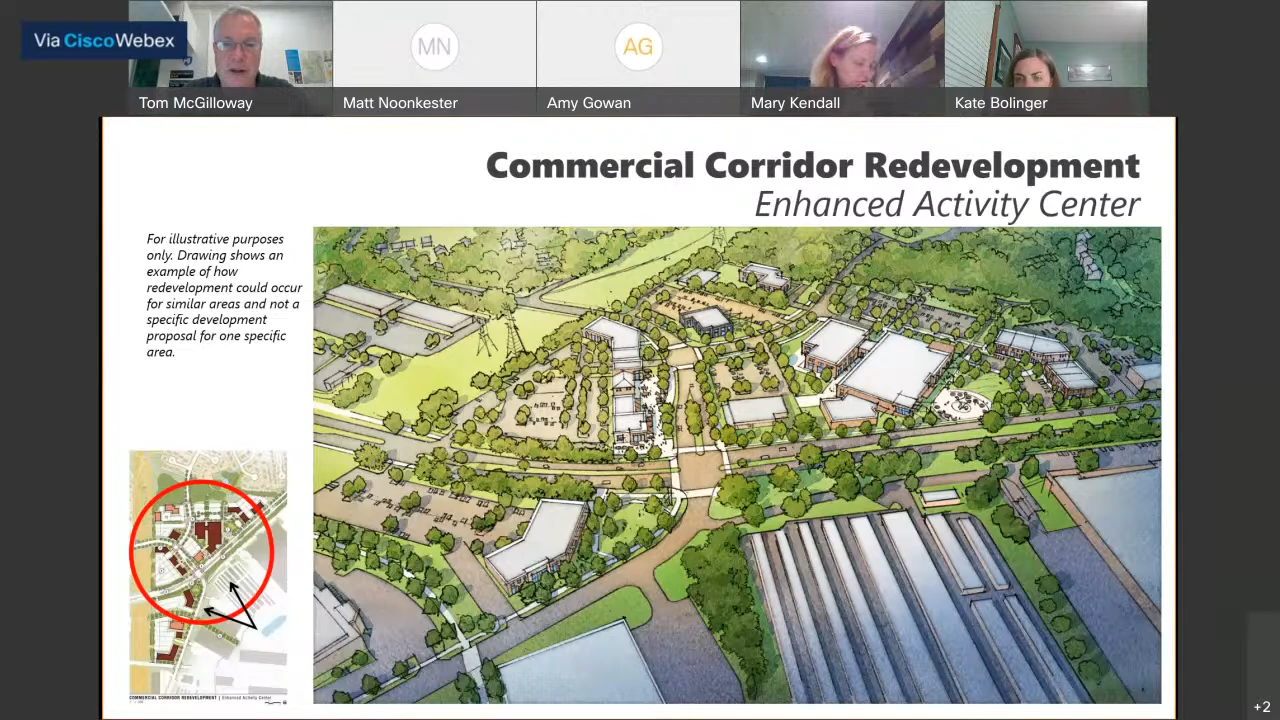 Via Cisco Webex
MN
AG
Tom McGilloway
Matt Noonkester
Amy Gowan
Mary Kendall
Kate Bolinger
Commercial Corridor Redevelopment
Enhanced Activity Center
For illustrative purposes
only. Drawing shows an
example of how
redevelopment could occur
for similar areas and not a
specific development
proposal for one specific
area.
COMMERCIAL CORRIDOR REDEVELOPMENT | Enhanced Activity Center
+2